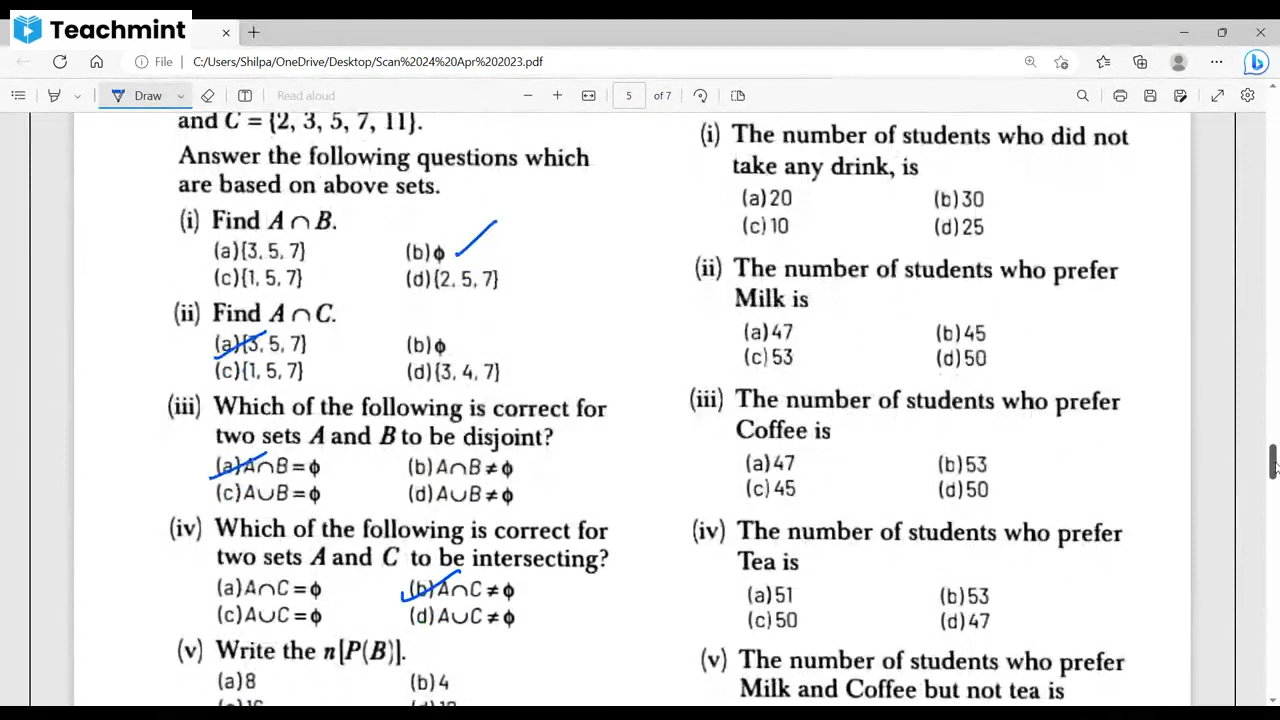 Teachmint
File
C:/Users/Shilpa/OneDrive/Desktop/Scan%2024%20Apr%202023.pdf
Draw
Read aloud
5 of 7
and C = {2, 3, 5, 7, 11}.
Answer the following questions which
are based on above sets.
(i) Find A ∩ B.
(a){3, 5, 7} (b) ϕ
(c){1, 5, 7} (d){2, 5, 7}
(ii) Find A ∩ C.
(a){3, 5, 7} (b) ϕ
(c){1, 5, 7} (d){3, 4, 7}
(iii) Which of the following is correct for
two sets A and B to be disjoint?
(a) A∩B = ϕ (b) A∩B ≠ ϕ
(c) A∪B = ϕ (d) A∪B ≠ ϕ
(iv) Which of the following is correct for
two sets A and C to be intersecting?
(a) A∩C = ϕ (b) A∩C ≠ ϕ
(c) A∪C = ϕ (d) A∪C ≠ ϕ
(v) Write the n[P(B)].
(a) 8 (b) 4
(i) The number of students who did not
take any drink, is
(a) 20 (b) 30
(c) 10 (d) 25
(ii) The number of students who prefer
Milk is
(a) 47 (b) 45
(c) 53 (d) 50
(iii) The number of students who prefer
Coffee is
(a) 47 (b) 53
(c) 45 (d) 50
(iv) The number of students who prefer
Tea is
(a) 51 (b) 53
(c) 50 (d) 47
(v) The number of students who prefer
Milk and Coffee but not tea is